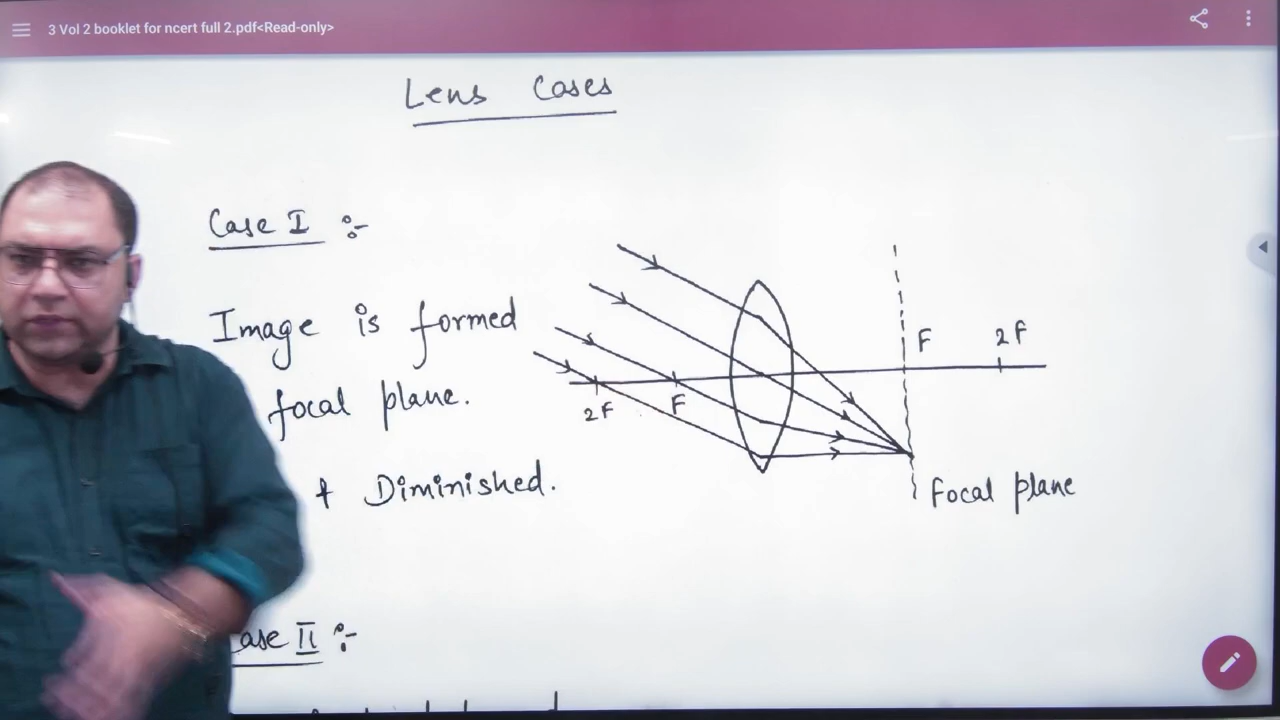 3 Vol 2 booklet for ncert full 2.pdf<Read-only>
Lens Cases
Case I :-
Image is formed
focal plane.
+ Diminished.
2F
F
F
2F
Focal plane
ase II :-